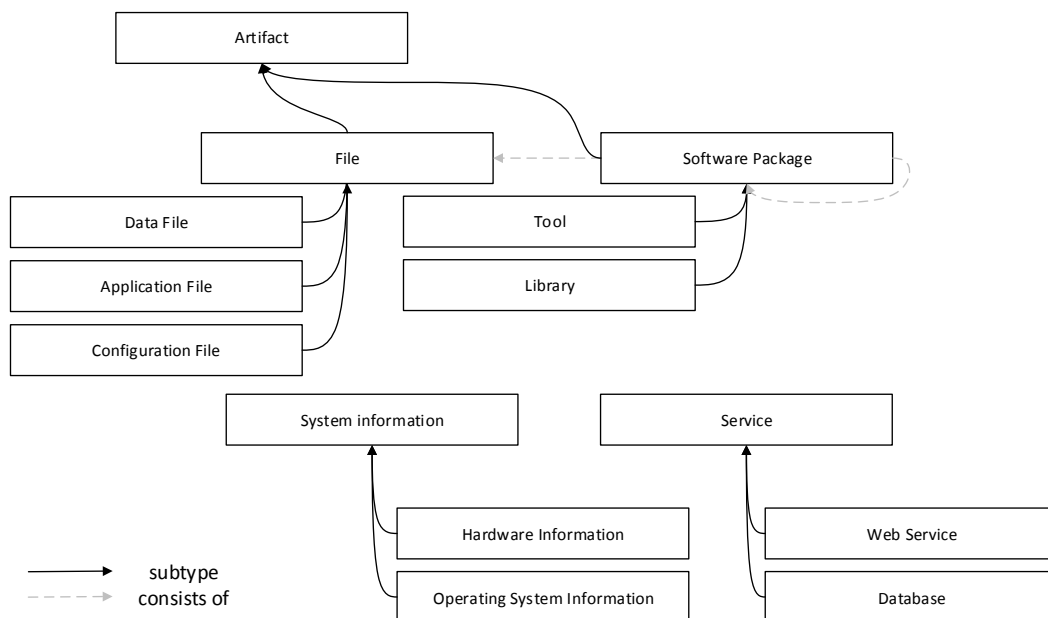 Artifact
File
Software Package
Data File
Tool
Application File
Library
Configuration File
System information
Service
Hardware Information
Web Service
Operating System Information
Database
subtype
consists of